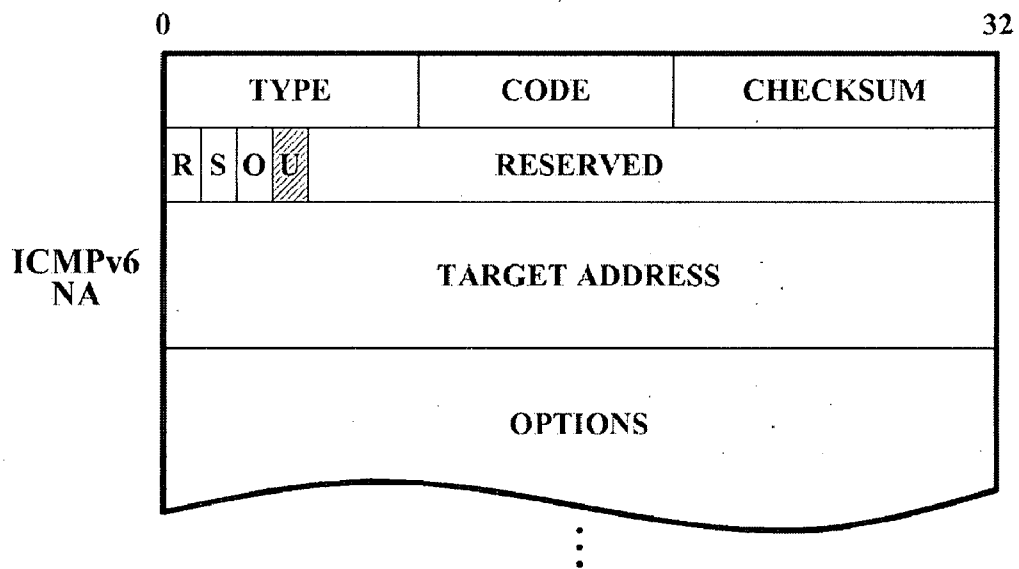 0 32
TYPE CODE CHECKSUM
R S O U RESERVED
ICMPv6
NA
TARGET ADDRESS
OPTIONS